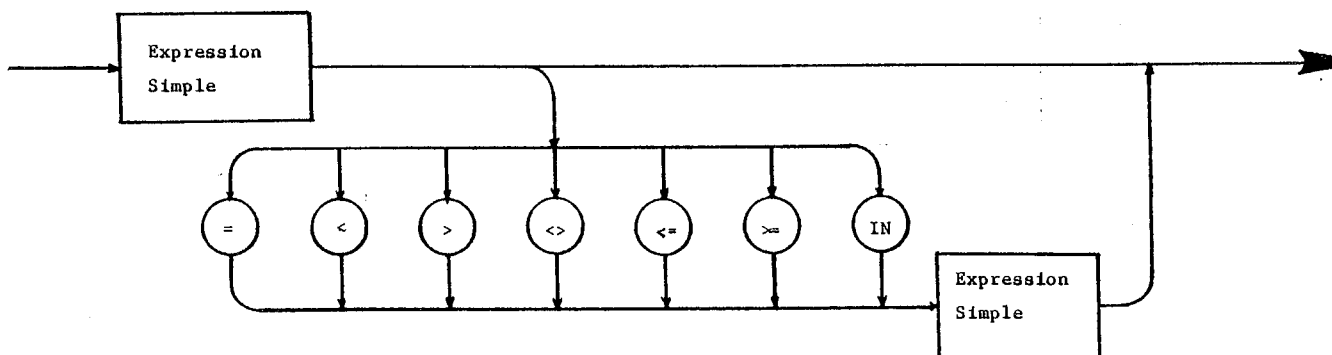 Expression
Simple
=
<
>
<>
<=
>=
IN
Expression
Simple